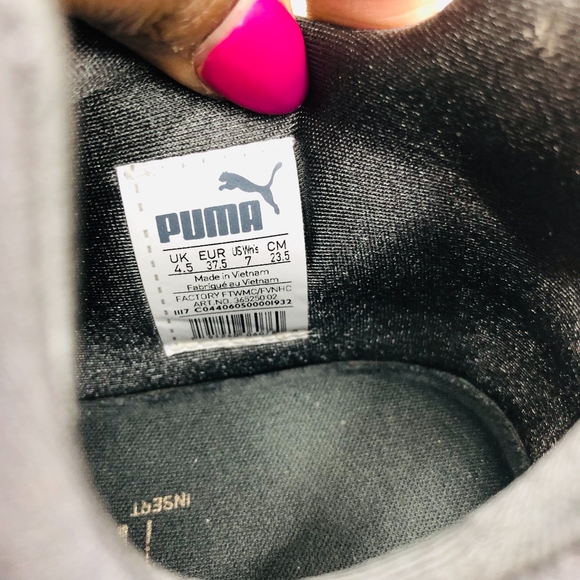 PUMA
UK EUR US Wn's CM
4.5 37.5 7 23.5
Made in Vietnam
Fabriqué au Vietnam
FACTORY FTWMC/FVNHC
ART.NO. 365250 02
1117 C044060500001932
INSERT